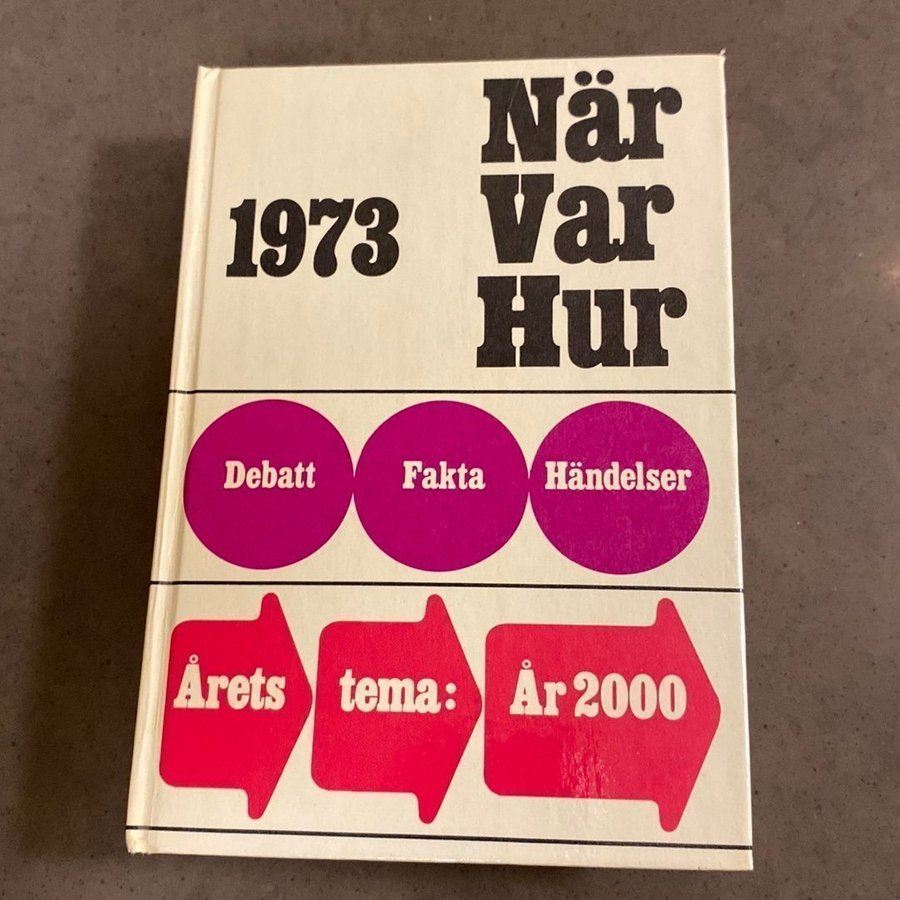 När
Var
Hur
1973
Debatt Fakta Händelser
Årets tema: År 2000